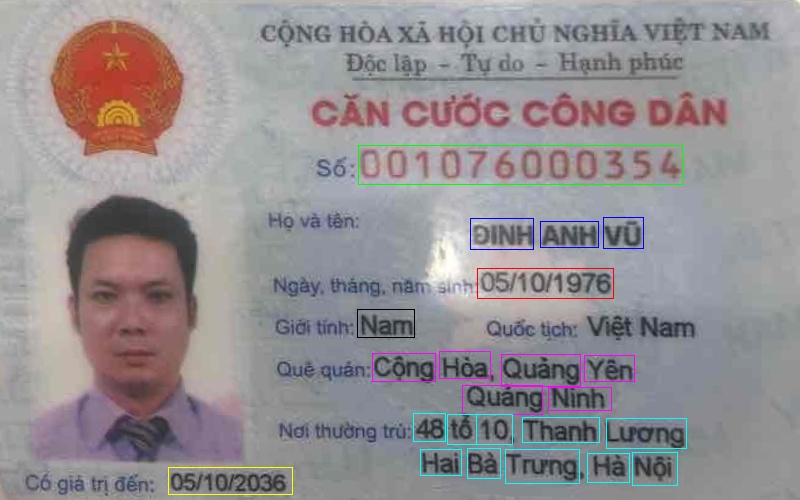 CỘNG HÒA XÃ HỘI CHỦ NGHĨA VIỆT NAM
Độc lập - Tự do - Hạnh phúc
CĂN CƯỚC CÔNG DÂN
Số: 001076000354
Họ và tên:
ĐINH ANH VŨ
Ngày, tháng, năm sinh: 05/10/1976
Giới tính: Nam Quốc tịch: Việt Nam
Quê quán: Cộng Hòa, Quảng Yên
Quảng Ninh
Nơi thường trú: 48 tổ 10, Thanh Lương
Hai Bà Trưng, Hà Nội
Có giá trị đến: 05/10/2036